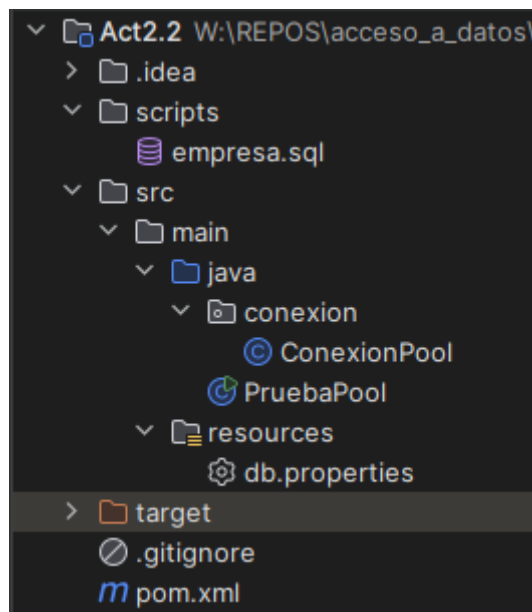 Act2.2 W:\REPOS\acceso_a_datos\
.idea
scripts
empresa.sql
src
main
java
conexion
ConexionPool
PruebaPool
resources
db.properties
target
.gitignore
pom.xml